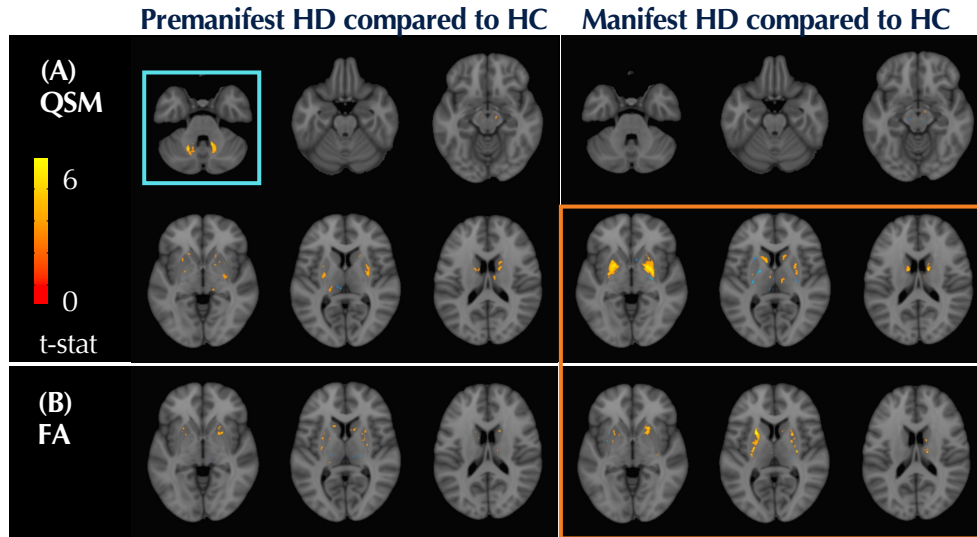 Premanifest HD compared to HC
Manifest HD compared to HC
(A)
QSM
6
0
t-stat
(B)
FA